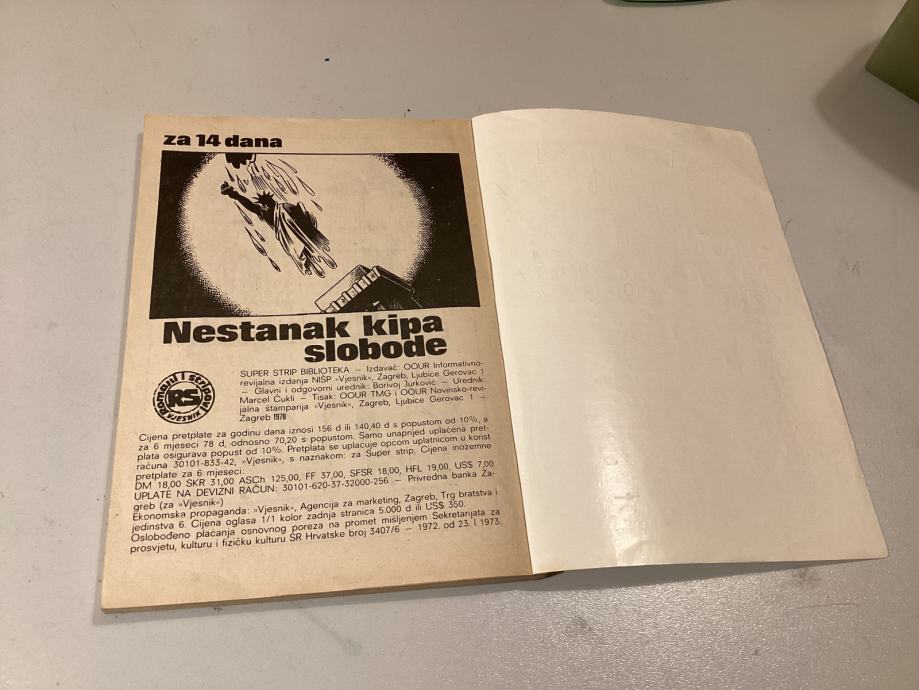 za 14 dana
Nestanak kipa
slobode
Romani i stripovi
RS
VJESNIK
SUPER STRIP BIBLIOTEKA — Izdavač: OOUR Informativno-
revijalna izdanja NIŠP »Vjesnik«, Zagreb, Ljubice Gerovac 1
— Glavni i odgovorni urednik: Borivoj Jurković — Urednik:
Marcel Čukli — Tisak: OOUR TMG i OOUR Novinsko-revi-
jalna štamparija »Vjesnik«, Zagreb, Ljubice Gerovac 1 —
Zagreb 1978
Cijena pretplate za godinu dana iznosi 156 d ili 140,40 d s popustom od 10%, a
za 6 mjeseci 78 d, odnosno 70,20 s popustom. Samo unaprijed uplaćena pret-
plata osigurava popust od 10%. Pretplata se uplaćuje općom uplatnicom u korist
računa 30101-833-42, »Vjesnik«, s naznakom: za Super strip. Cijena inozemne
pretplate za 6 mjeseci:
DM 18,00 SKR 31,00 ASCh 125,00, FF 37,00, SFSR 18,00, HFL 19,00, US$ 7,00
UPLATE NA DEVIZNI RAČUN: 30101-620-37-32000-256 — Privredna banka Za-
greb (za »Vjesnik«)
Ekonomska propaganda: »Vjesnik«, Agencija za marketing, Zagreb, Trg bratstva i
jedinstva 6. Cijena oglasa 1/1 kolor zadnja stranica 5.000 d ili US$ 350.
Oslobođeno plaćanja osnovnog poreza na promet mišljenjem Sekretarijata za
prosvjetu, kulturu i fizičku kulturu SR Hrvatske broj 3407/6 — 1972. od 23. I 1973.